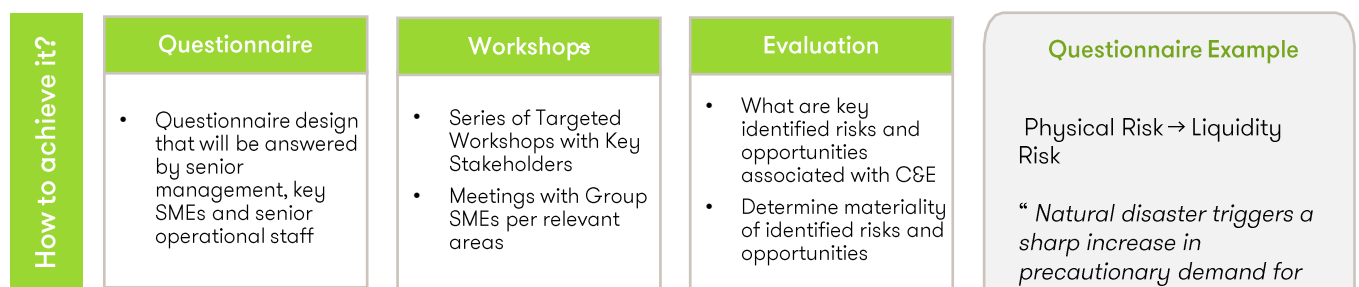 How to achieve it?
Questionnaire
• Questionnaire design
that will be answered
by senior
management, key
SMEs and senior
operational staff
Workshops
• Series of Targeted
Workshops with Key
Stakeholders
• Meetings with Group
SMEs per relevant
areas
Evaluation
• What are key
identified risks and
opportunities
associated with C&E
• Determine materiality
of identified risks and
opportunities
Questionnaire Example
Physical Risk → Liquidity
Risk
“ Natural disaster triggers a
sharp increase in
precautionary demand for